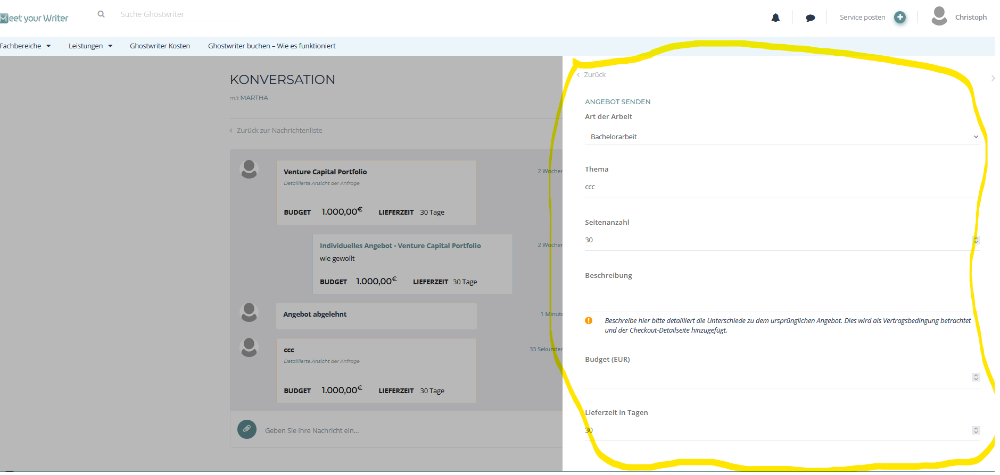 Meet your Writer
Suche Ghostwriter
Service posten
Christoph
Fachbereiche
Leistungen
Ghostwriter Kosten
Ghostwriter buchen – Wie es funktioniert
KONVERSATION
mit MARTHA
Zurück zur Nachrichtenliste
Venture Capital Portfolio
2 Wochen
Detaillierte Ansicht der Anfrage
BUDGET 1.000,00€ LIEFERZEIT 30 Tage
Individuelles Angebot - Venture Capital Portfolio
2 Wochen
wie gewollt
BUDGET 1.000,00€ LIEFERZEIT 30 Tage
Angebot abgelehnt
1 Minute
ccc
33 Sekunden
Detaillierte Ansicht der Anfrage
BUDGET 1.000,00€ LIEFERZEIT 30 Tage
Geben Sie Ihre Nachricht ein...
Zurück
ANGEBOT SENDEN
Art der Arbeit
Bachelorarbeit
Thema
ccc
Seitenanzahl
30
Beschreibung
Beschreibe hier bitte detailliert die Unterschiede zu dem ursprünglichen Angebot. Dies wird als Vertragsbedingung betrachtet
und der Checkout-Detailseite hinzugefügt.
Budget (EUR)
Lieferzeit in Tagen
30